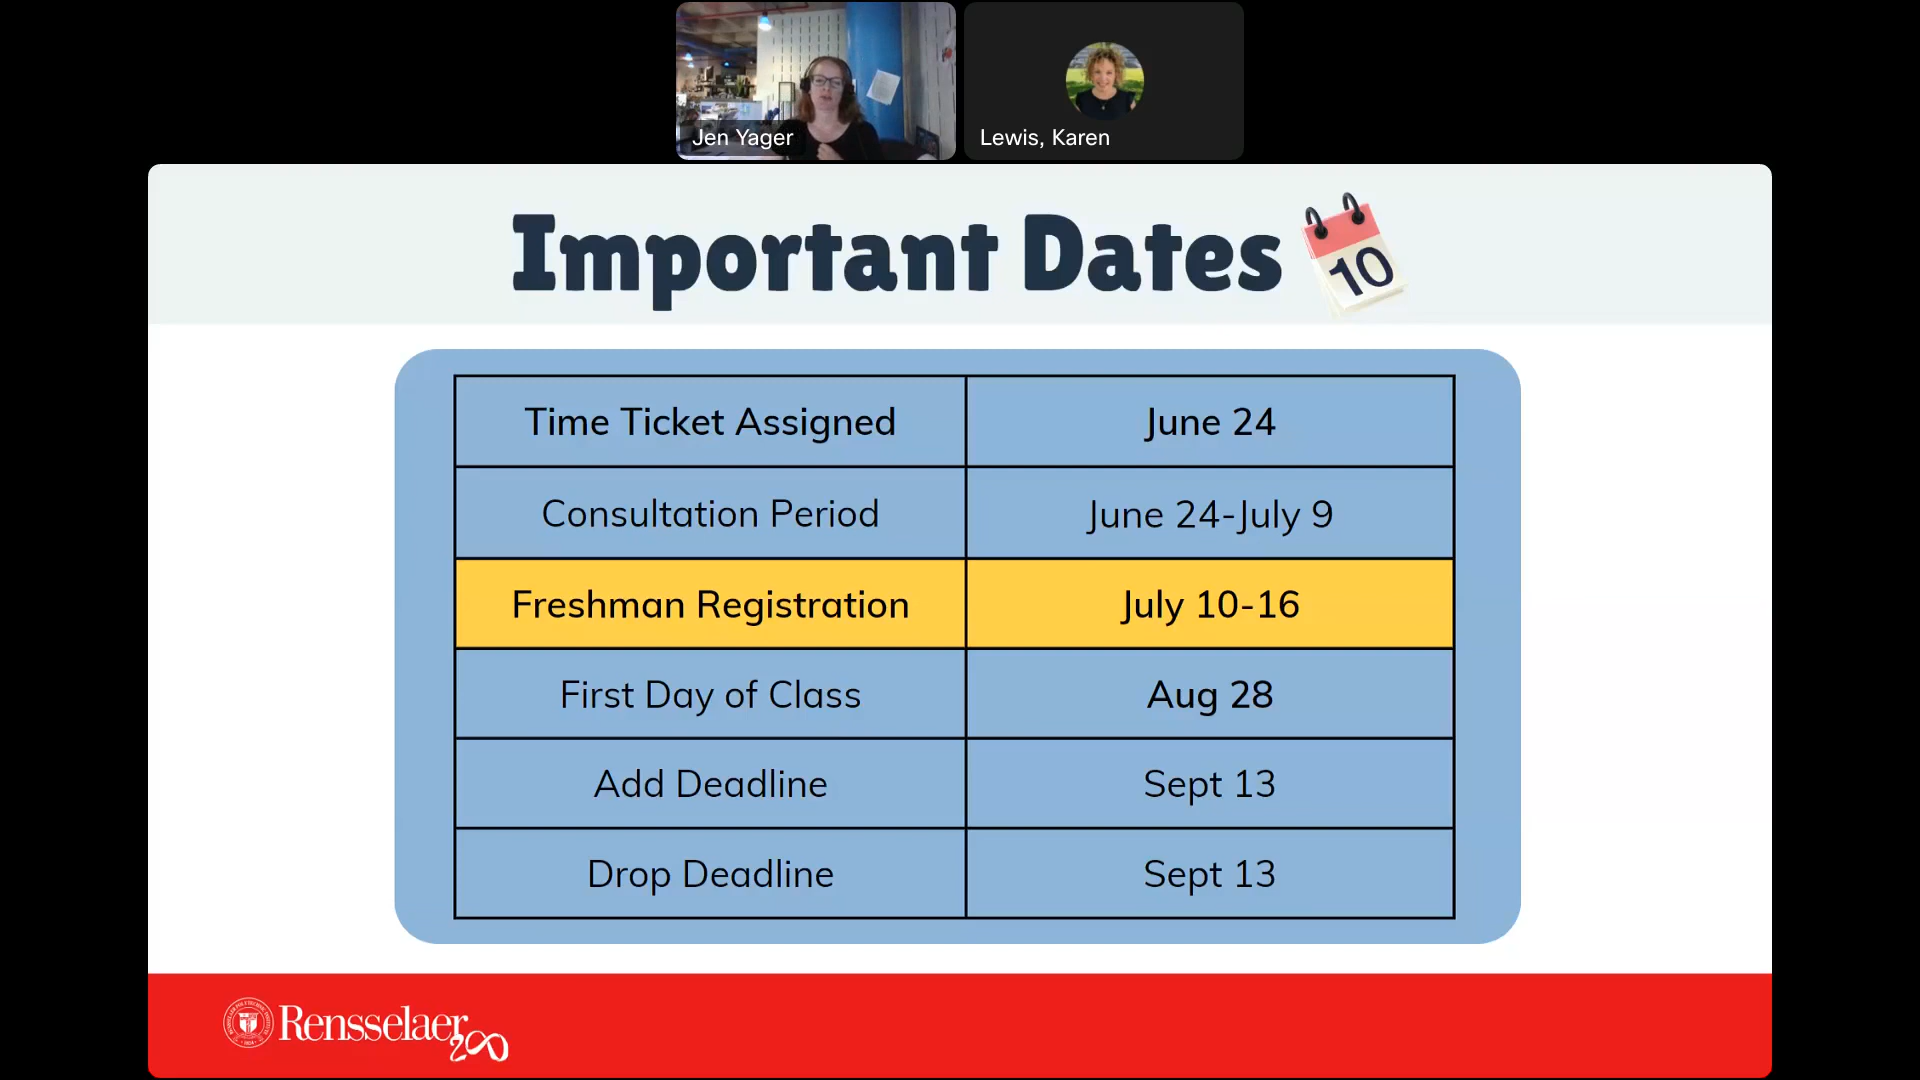 Jen Yager
Lewis, Karen
Important Dates
10
Time Ticket Assigned
June 24
Consultation Period
June 24-July 9
Freshman Registration
July 10-16
First Day of Class
Aug 28
Add Deadline
Sept 13
Drop Deadline
Sept 13
Rensselaer
200